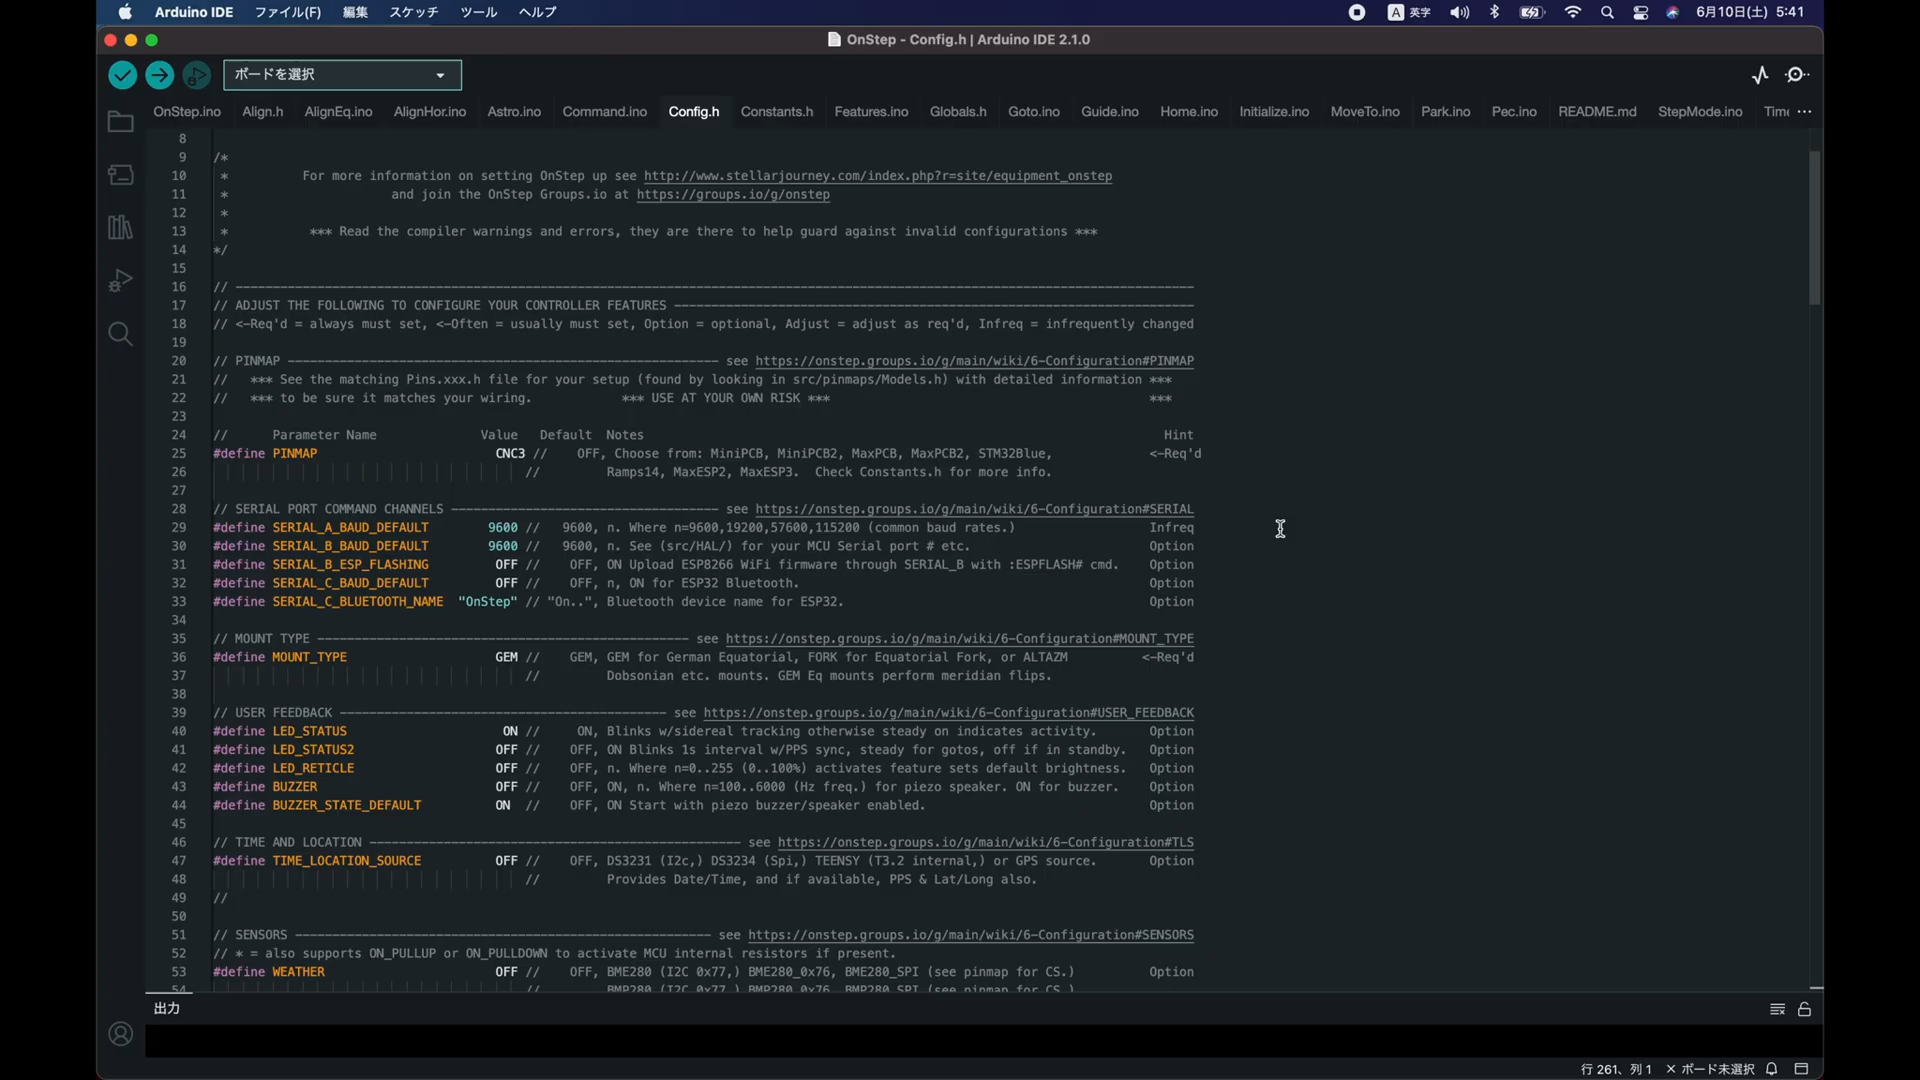 Arduino IDE ファイル(F) 編集 スケッチ ツール ヘルプ A 英字 6月10日(土) 5:41
OnStep - Config.h | Arduino IDE 2.1.0
ボードを選択
OnStep.ino Align.h AlignEq.ino AlignHor.ino Astro.ino Command.ino Config.h Constants.h Features.ino Globals.h Goto.ino Guide.ino Home.ino Initialize.ino MoveTo.ino Park.ino Pec.ino README.md StepMode.ino Time ···
8
9 /*
10 * For more information on setting OnStep up see http://www.stellarjourney.com/index.php?r=site/equipment_onstep
11 * and join the OnStep Groups.io at https://groups.io/g/onstep
12 *
13 * *** Read the compiler warnings and errors, they are there to help guard against invalid configurations ***
14 */
15
16 // ---------------------------------------------------------------------------------------------------------------------------------
17 // ADJUST THE FOLLOWING TO CONFIGURE YOUR CONTROLLER FEATURES ----------------------------------------------------------------------
18 // <-Req'd = always must set, <-Often = usually must set, Option = optional, Adjust = adjust as req'd, Infreq = infrequently changed
19
20 // PINMAP ---------------------------------------------------------- see https://onstep.groups.io/g/main/wiki/6-Configuration#PINMAP
21 // *** See the matching Pins.xxx.h file for your setup (found by looking in src/pinmaps/Models.h) with detailed information ***
22 // *** to be sure it matches your wiring. *** USE AT YOUR OWN RISK *** ***
23
24 // Parameter Name Value Default Notes Hint
25 #define PINMAP CNC3 // OFF, Choose from: MiniPCB, MiniPCB2, MaxPCB, MaxPCB2, STM32Blue, <-Req'd
26 // Ramps14, MaxESP2, MaxESP3. Check Constants.h for more info.
27
28 // SERIAL PORT COMMAND CHANNELS ------------------------------------ see https://onstep.groups.io/g/main/wiki/6-Configuration#SERIAL
29 #define SERIAL_A_BAUD_DEFAULT 9600 // 9600, n. Where n=9600,19200,57600,115200 (common baud rates.) Infreq
30 #define SERIAL_B_BAUD_DEFAULT 9600 // 9600, n. See (src/HAL/) for your MCU Serial port # etc. Option
31 #define SERIAL_B_ESP_FLASHING OFF // OFF, ON Upload ESP8266 WiFi firmware through SERIAL_B with :ESPFLASH# cmd. Option
32 #define SERIAL_C_BAUD_DEFAULT OFF // OFF, n, ON for ESP32 Bluetooth. Option
33 #define SERIAL_C_BLUETOOTH_NAME "OnStep" // "On..", Bluetooth device name for ESP32. Option
34
35 // MOUNT TYPE -------------------------------------------------- see https://onstep.groups.io/g/main/wiki/6-Configuration#MOUNT_TYPE
36 #define MOUNT_TYPE GEM // GEM, GEM for German Equatorial, FORK for Equatorial Fork, or ALTAZM <-Req'd
37 // Dobsonian etc. mounts. GEM Eq mounts perform meridian flips.
38
39 // USER FEEDBACK -------------------------------------------- see https://onstep.groups.io/g/main/wiki/6-Configuration#USER_FEEDBACK
40 #define LED_STATUS ON // ON, Blinks w/sidereal tracking otherwise steady on indicates activity. Option
41 #define LED_STATUS2 OFF // OFF, ON Blinks 1s interval w/PPS sync, steady for gotos, off if in standby. Option
42 #define LED_RETICLE OFF // OFF, n. Where n=0..255 (0..100%) activates feature sets default brightness. Option
43 #define BUZZER OFF // OFF, ON, n. Where n=100..6000 (Hz freq.) for piezo speaker. ON for buzzer. Option
44 #define BUZZER_STATE_DEFAULT ON // OFF, ON Start with piezo buzzer/speaker enabled. Option
45
46 // TIME AND LOCATION -------------------------------------------------- see https://onstep.groups.io/g/main/wiki/6-Configuration#TLS
47 #define TIME_LOCATION_SOURCE OFF // OFF, DS3231 (I2c,) DS3234 (Spi,) TEENSY (T3.2 internal,) or GPS source. Option
48 // Provides Date/Time, and if available, PPS & Lat/Long also.
49 //
50
51 // SENSORS -------------------------------------------------------- see https://onstep.groups.io/g/main/wiki/6-Configuration#SENSORS
52 // * = also supports ON_PULLUP or ON_PULLDOWN to activate MCU internal resistors if present.
53 #define WEATHER OFF // OFF, BME280 (I2C 0x77,) BME280_0x76, BME280_SPI (see pinmap for CS.) Option
54 // BMP280 (I2C 0x77,) BMP280_0x76, BMP280_SPI (see pinmap for CS.)
出力
行 261、列 1 × ボード未選択